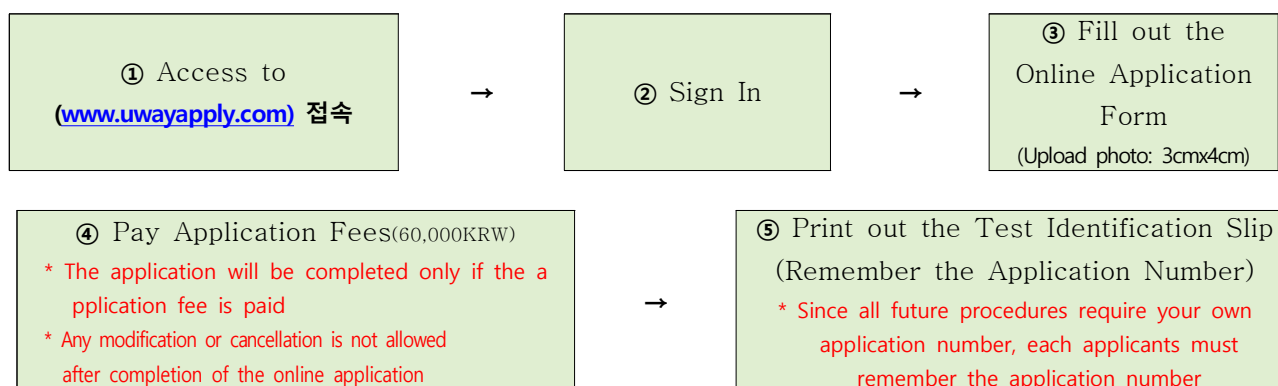 ① Access to
(www.uwayapply.com) 접속
→
② Sign In
→
③ Fill out the
Online Application
Form
(Upload photo: 3cmx4cm)
④ Pay Application Fees(60,000KRW)
* The application will be completed only if the a
pplication fee is paid
* Any modification or cancellation is not allowed
after completion of the online application
→
⑤ Print out the Test Identification Slip
(Remember the Application Number)
* Since all future procedures require your own
application number, each applicants must
remember the application number